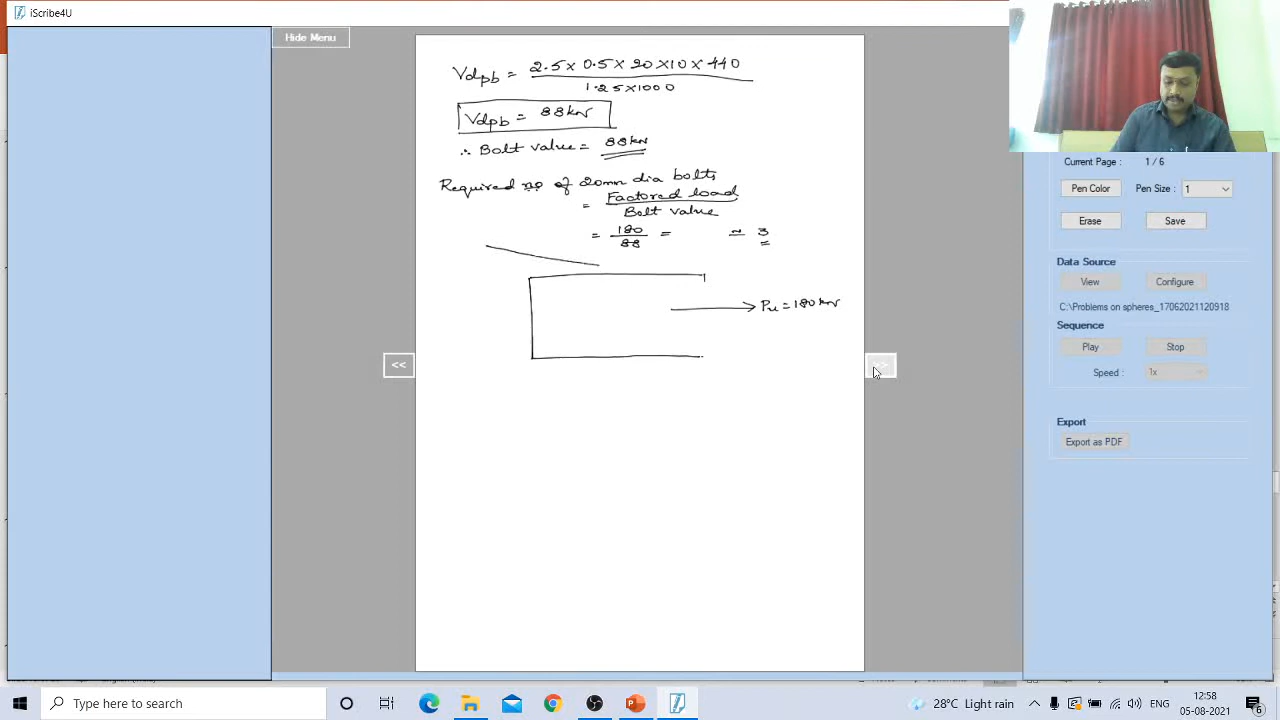 iScribe4U
Hide Menu
Vdpb = 2.5 x 0.5 x 20 x 10 x 440
1.25 x 1000
Vdpb = 88 kN
∴ Bolt value = 88 kN
Required no of 20mm dia bolts
= Factored load
Bolt value
= 180 = ~ 3
88
Pu = 180 kN
<<
>>
Current Page : 1 / 6
Pen Color Pen Size : 1
Erase Save
Data Source
View Configure
C:\Problems on spheres_17062021120918
Sequence
Play Stop
Speed : 1x
Export
Export as PDF
Type here to search
28°C Light rain
ENG
12:58
05-08-2021
6